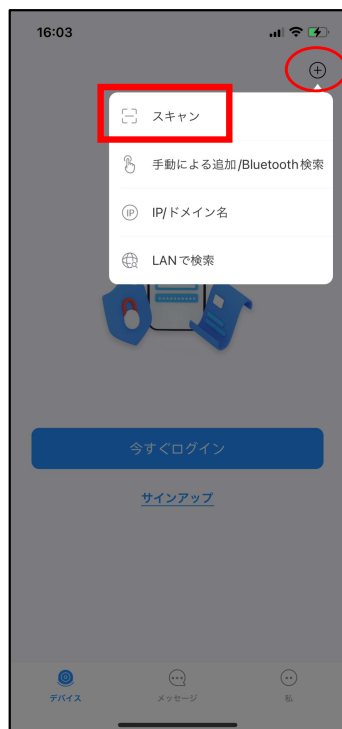 16:03
スキャン
手動による追加/Bluetooth検索
IP
IP/ドメイン名
LANで検索
今すぐログイン
サインアップ
デバイス
メッセージ
私